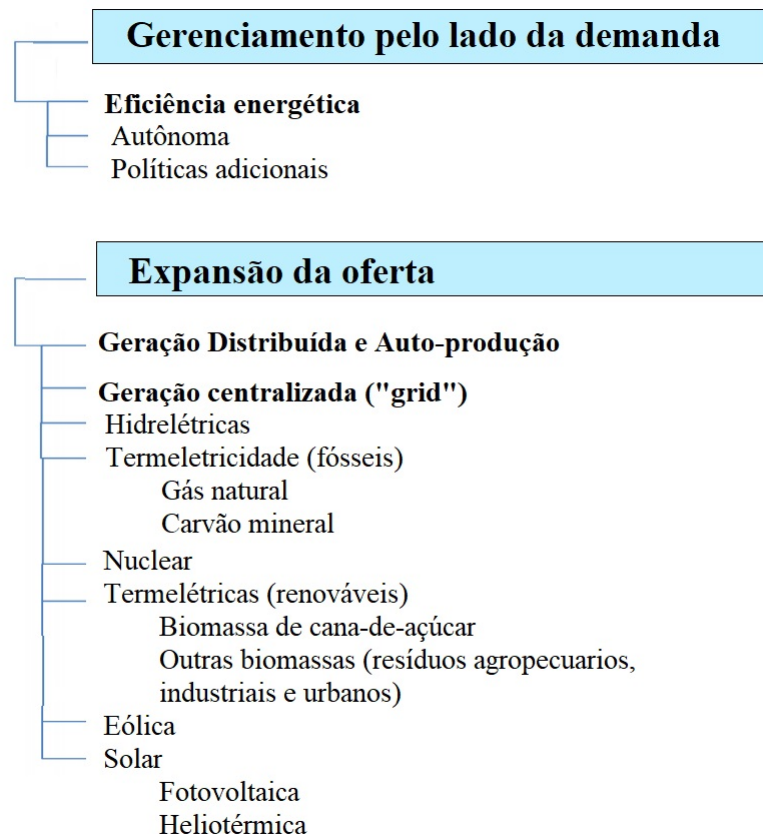 Gerenciamento pelo lado da demanda
Eficiência energética
Autônoma
Políticas adicionais
Expansão da oferta
Geração Distribuída e Auto-produção
Geração centralizada ("grid")
Hidrelétricas
Termeletricidade (fósseis)
Gás natural
Carvão mineral
Nuclear
Termelétricas (renováveis)
Biomassa de cana-de-açúcar
Outras biomassas (resíduos agropecuarios,
industriais e urbanos)
Eólica
Solar
Fotovoltaica
Heliotérmica